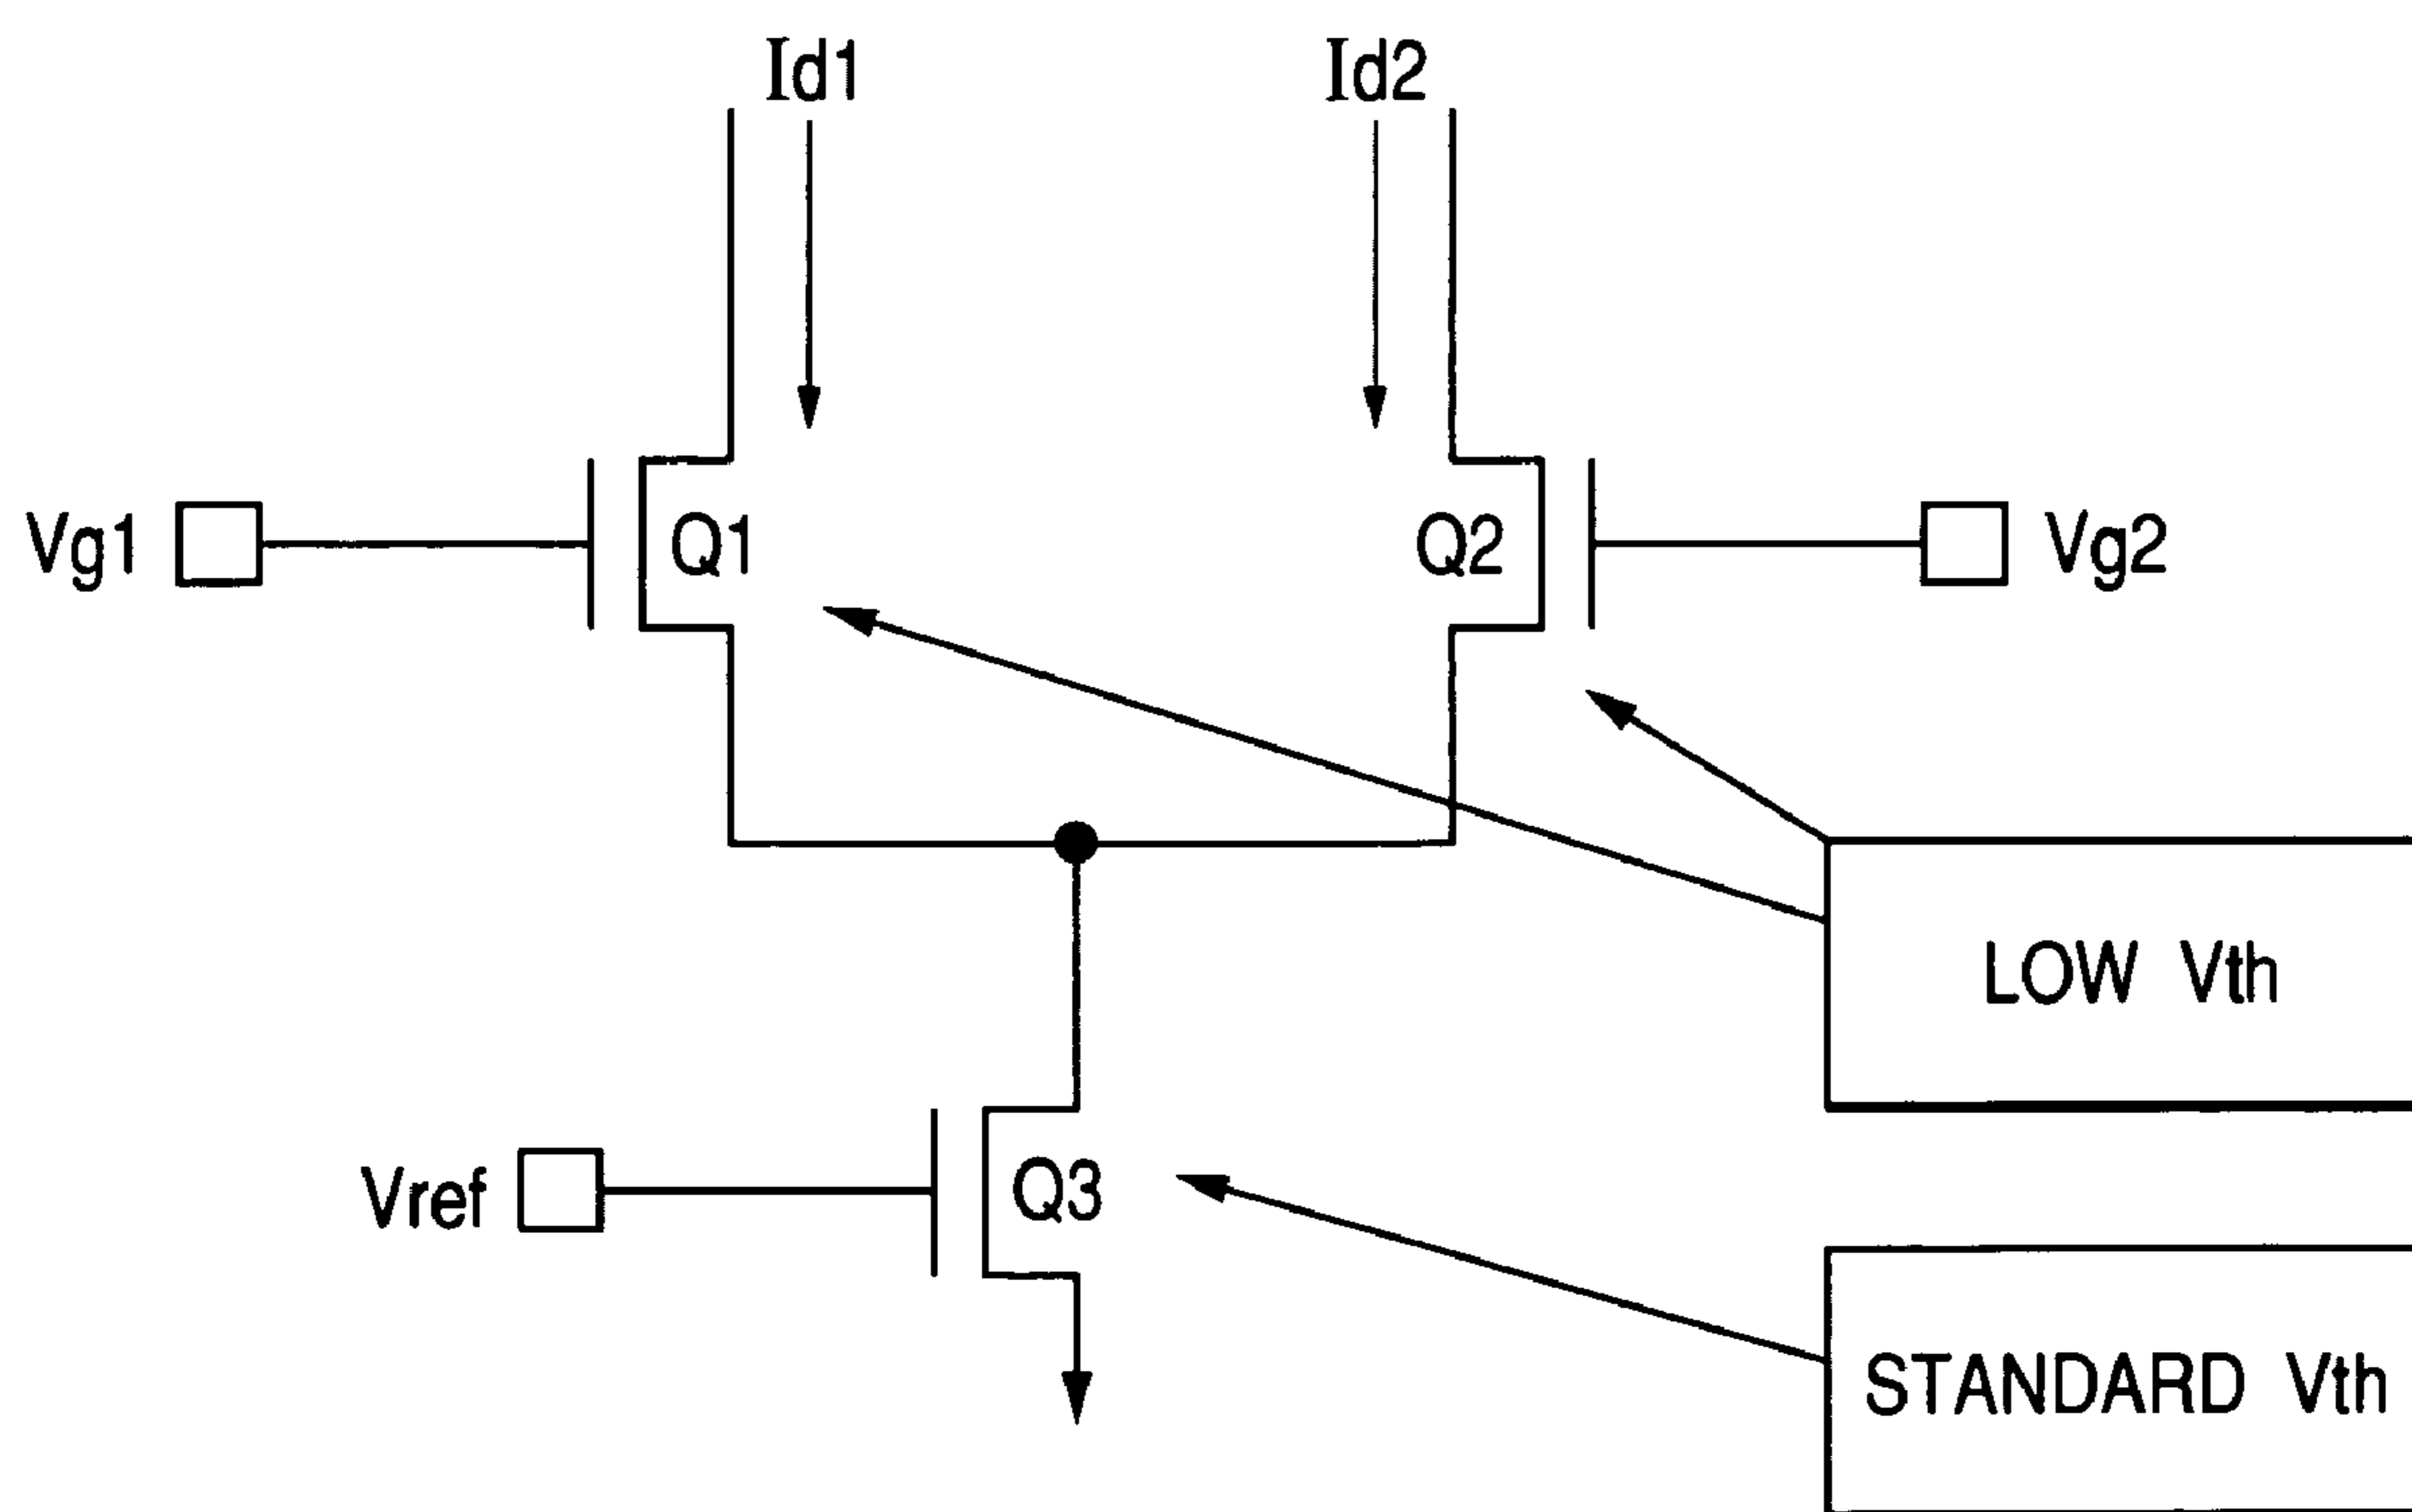 Id1
Id2
Vg1
Q1
Q2
Vg2
LOW Vth
Vref
Q3
STANDARD Vth